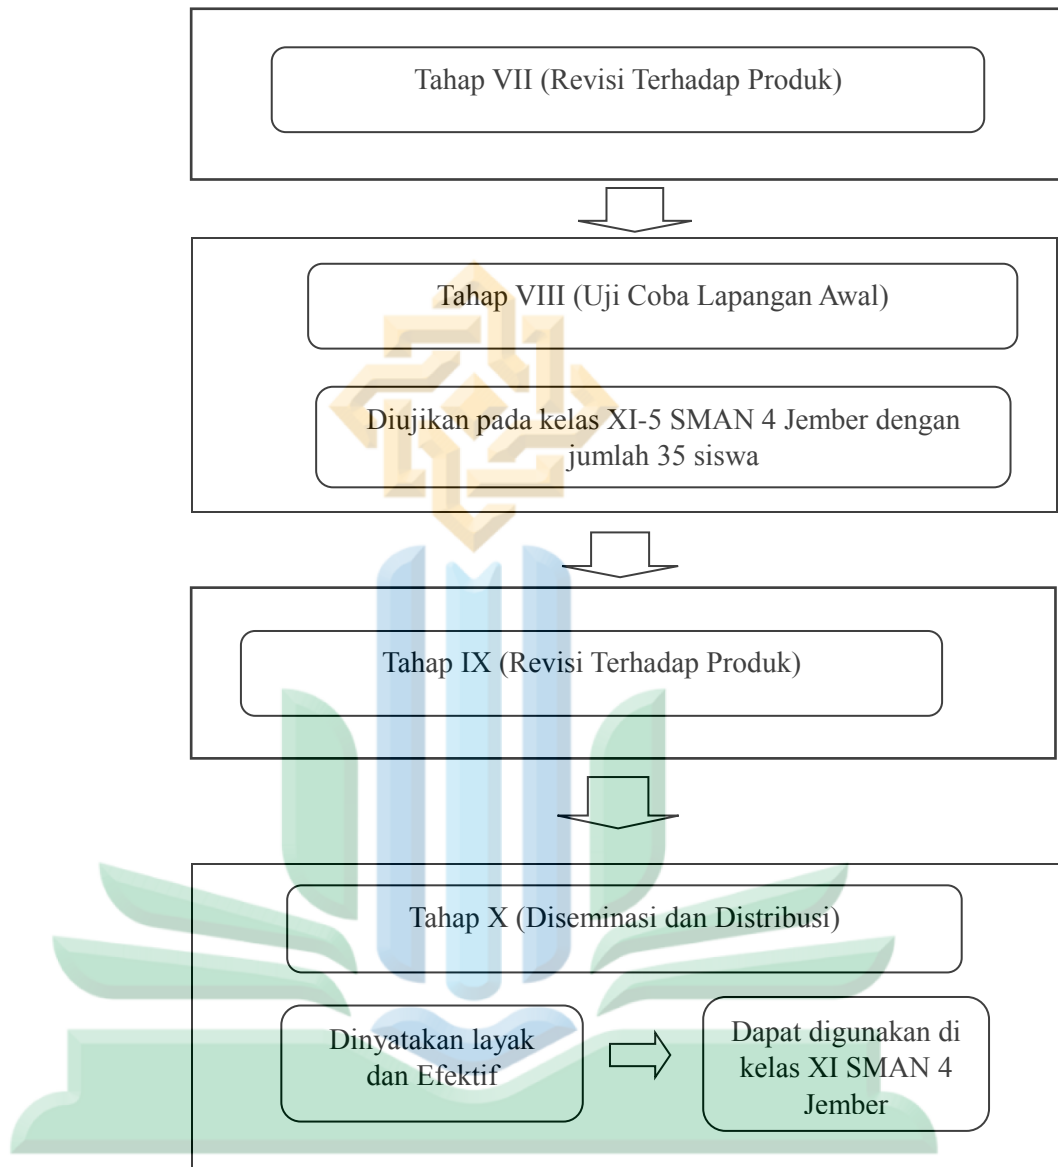 Tahap VII (Revisi Terhadap Produk)
Tahap VIII (Uji Coba Lapangan Awal)
Diujikan pada kelas XI-5 SMAN 4 Jember dengan
jumlah 35 siswa
Tahap IX (Revisi Terhadap Produk)
Tahap X (Diseminasi dan Distribusi)
Dinyatakan layak
dan Efektif
Dapat digunakan di
kelas XI SMAN 4
Jember